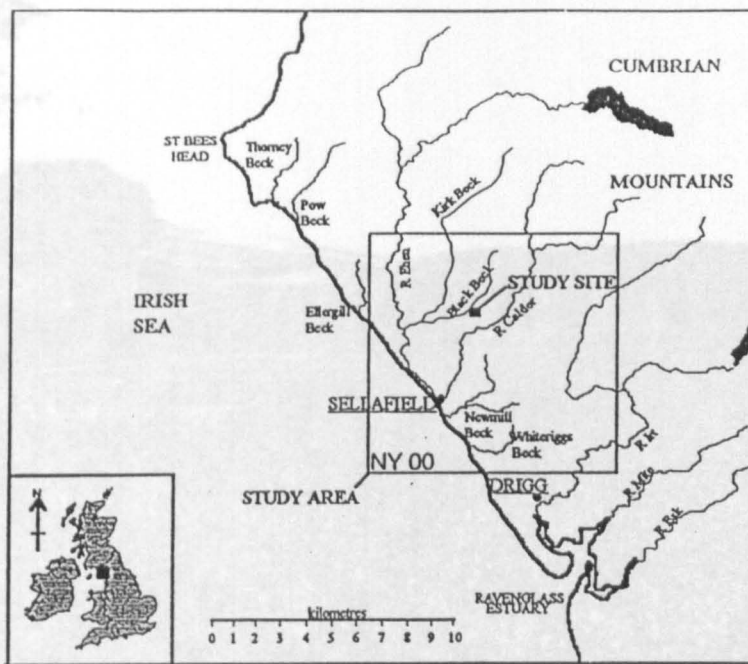 CUMBRIAN
MOUNTAINS
ST BEES
HEAD
Thorney
Beck
Pow
Beck
Kirk Beck
R Ehen
Black Beck
STUDY SITE
R Calder
IRISH
SEA
Ellergill
Beck
SELLAFIELD
Newmill
Beck
Whiteriggs
Beck
NY 00
STUDY AREA
DRIGG
R Irt
R Mite
R Esk
RAVENGLASS
ESTUARY
N
kilometres
0 1 2 3 4 5 6 7 8 9 10